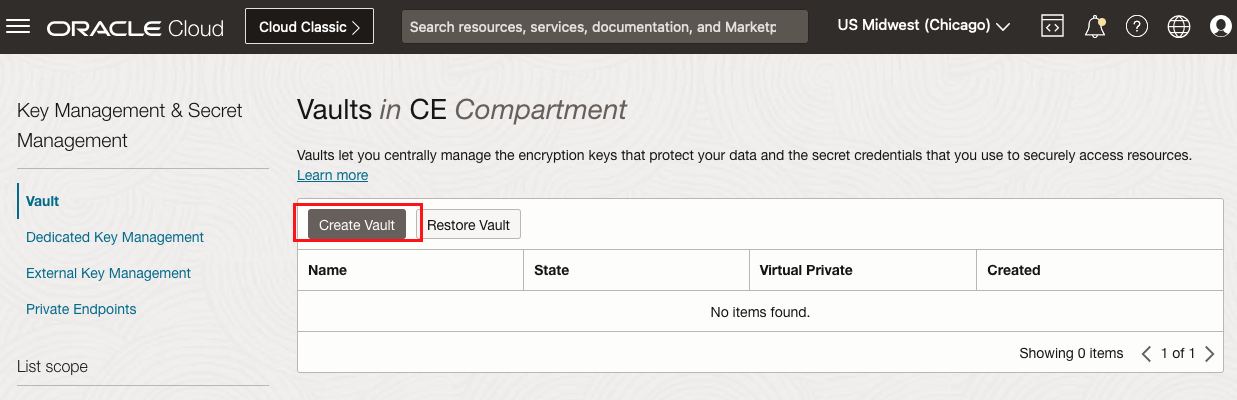 ORACLE Cloud
Cloud Classic >
Search resources, services, documentation, and Marketp
US Midwest (Chicago)
Key Management & Secret
Management
Vault
Dedicated Key Management
External Key Management
Private Endpoints
List scope
Vaults in CE Compartment
Vaults let you centrally manage the encryption keys that protect your data and the secret credentials that you use to securely access resources.
Learn more
Create Vault
Restore Vault
Name
State
Virtual Private
Created
No items found.
Showing 0 items
1 of 1